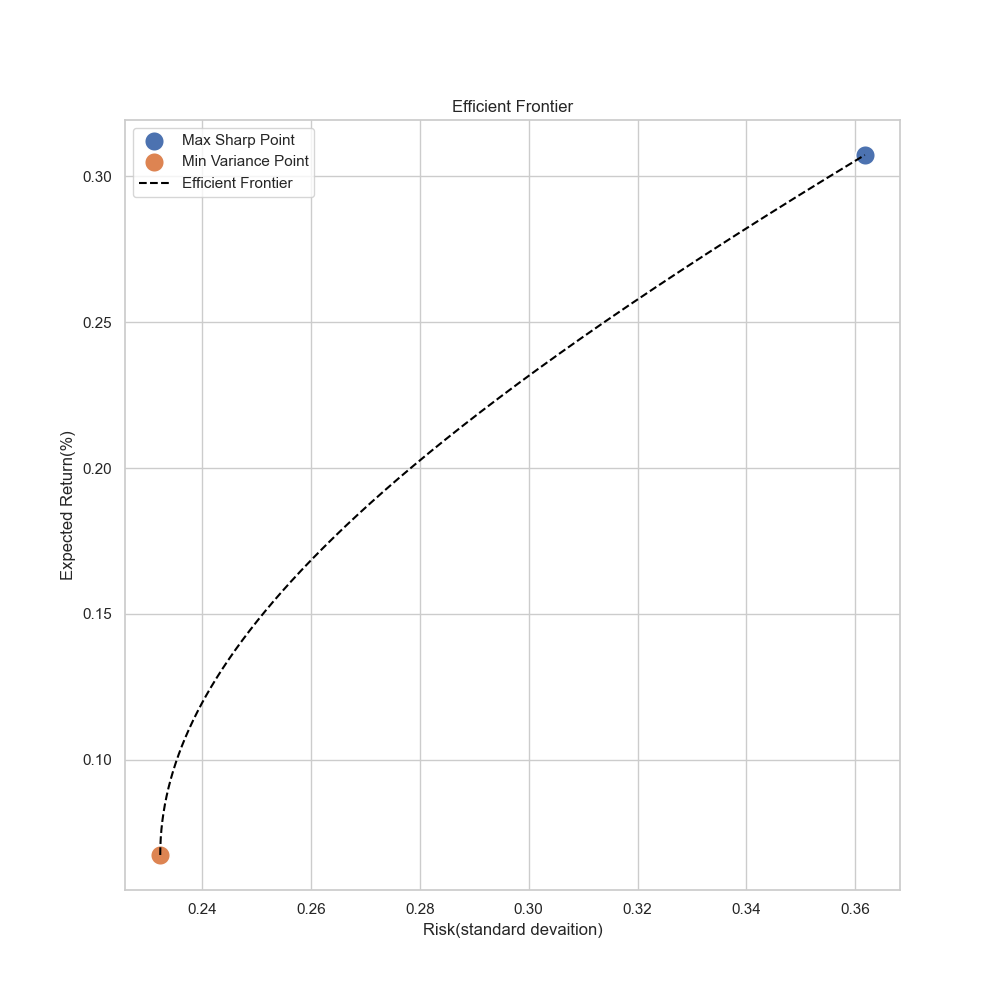 Efficient Frontier
Max Sharp Point
Min Variance Point
Efficient Frontier
0.30
0.25
0.20
0.15
0.10
Expected Return(%)
0.24 0.26 0.28 0.30 0.32 0.34 0.36
Risk(standard devaition)